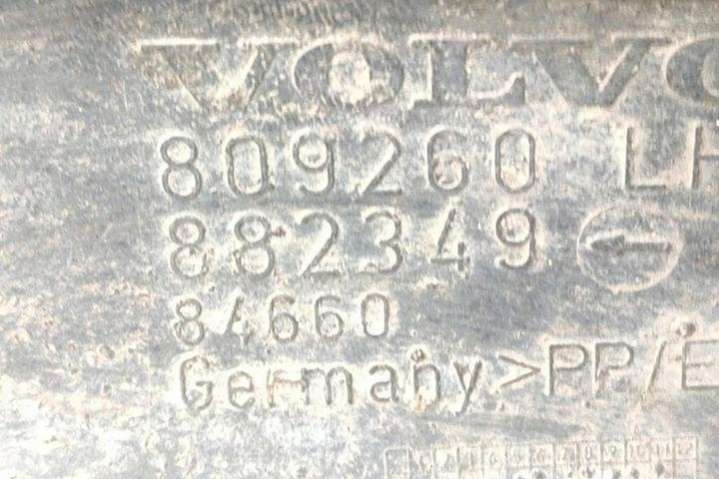 VOLVO
809260 LH
882349
84660
Germany >PP/E